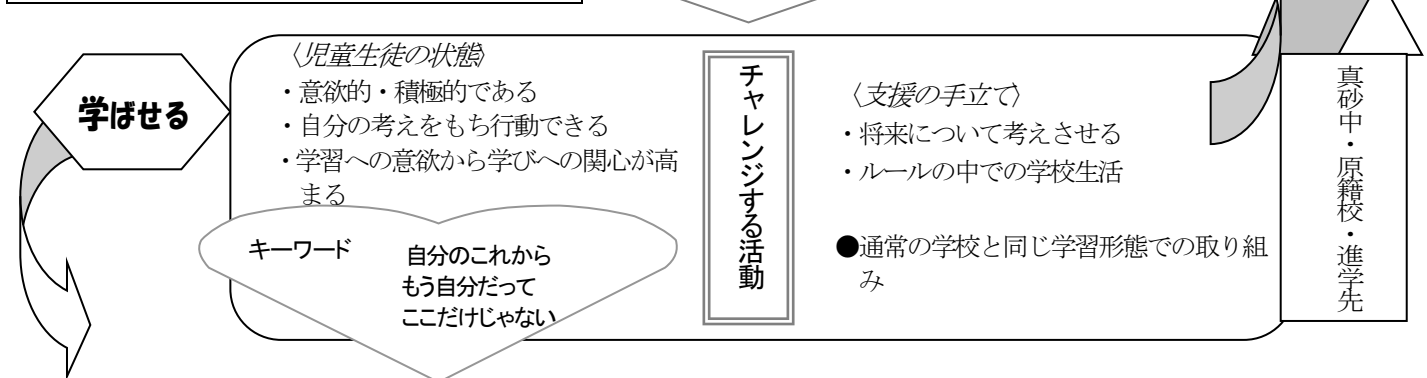 学ばせる
〈児童生徒の状態〉
・意欲的・積極的である
・自分の考えをもち行動できる
・学習への意欲から学びへの関心が高
まる
キーワード
自分のこれから
もう自分だって
ここだけじゃない
チャレンジする活動
〈支援の手立て〉
・将来について考えさせる
・ルールの中での学校生活
●通常の学校と同じ学習形態での取り組
み
真砂中・原籍校・進学先